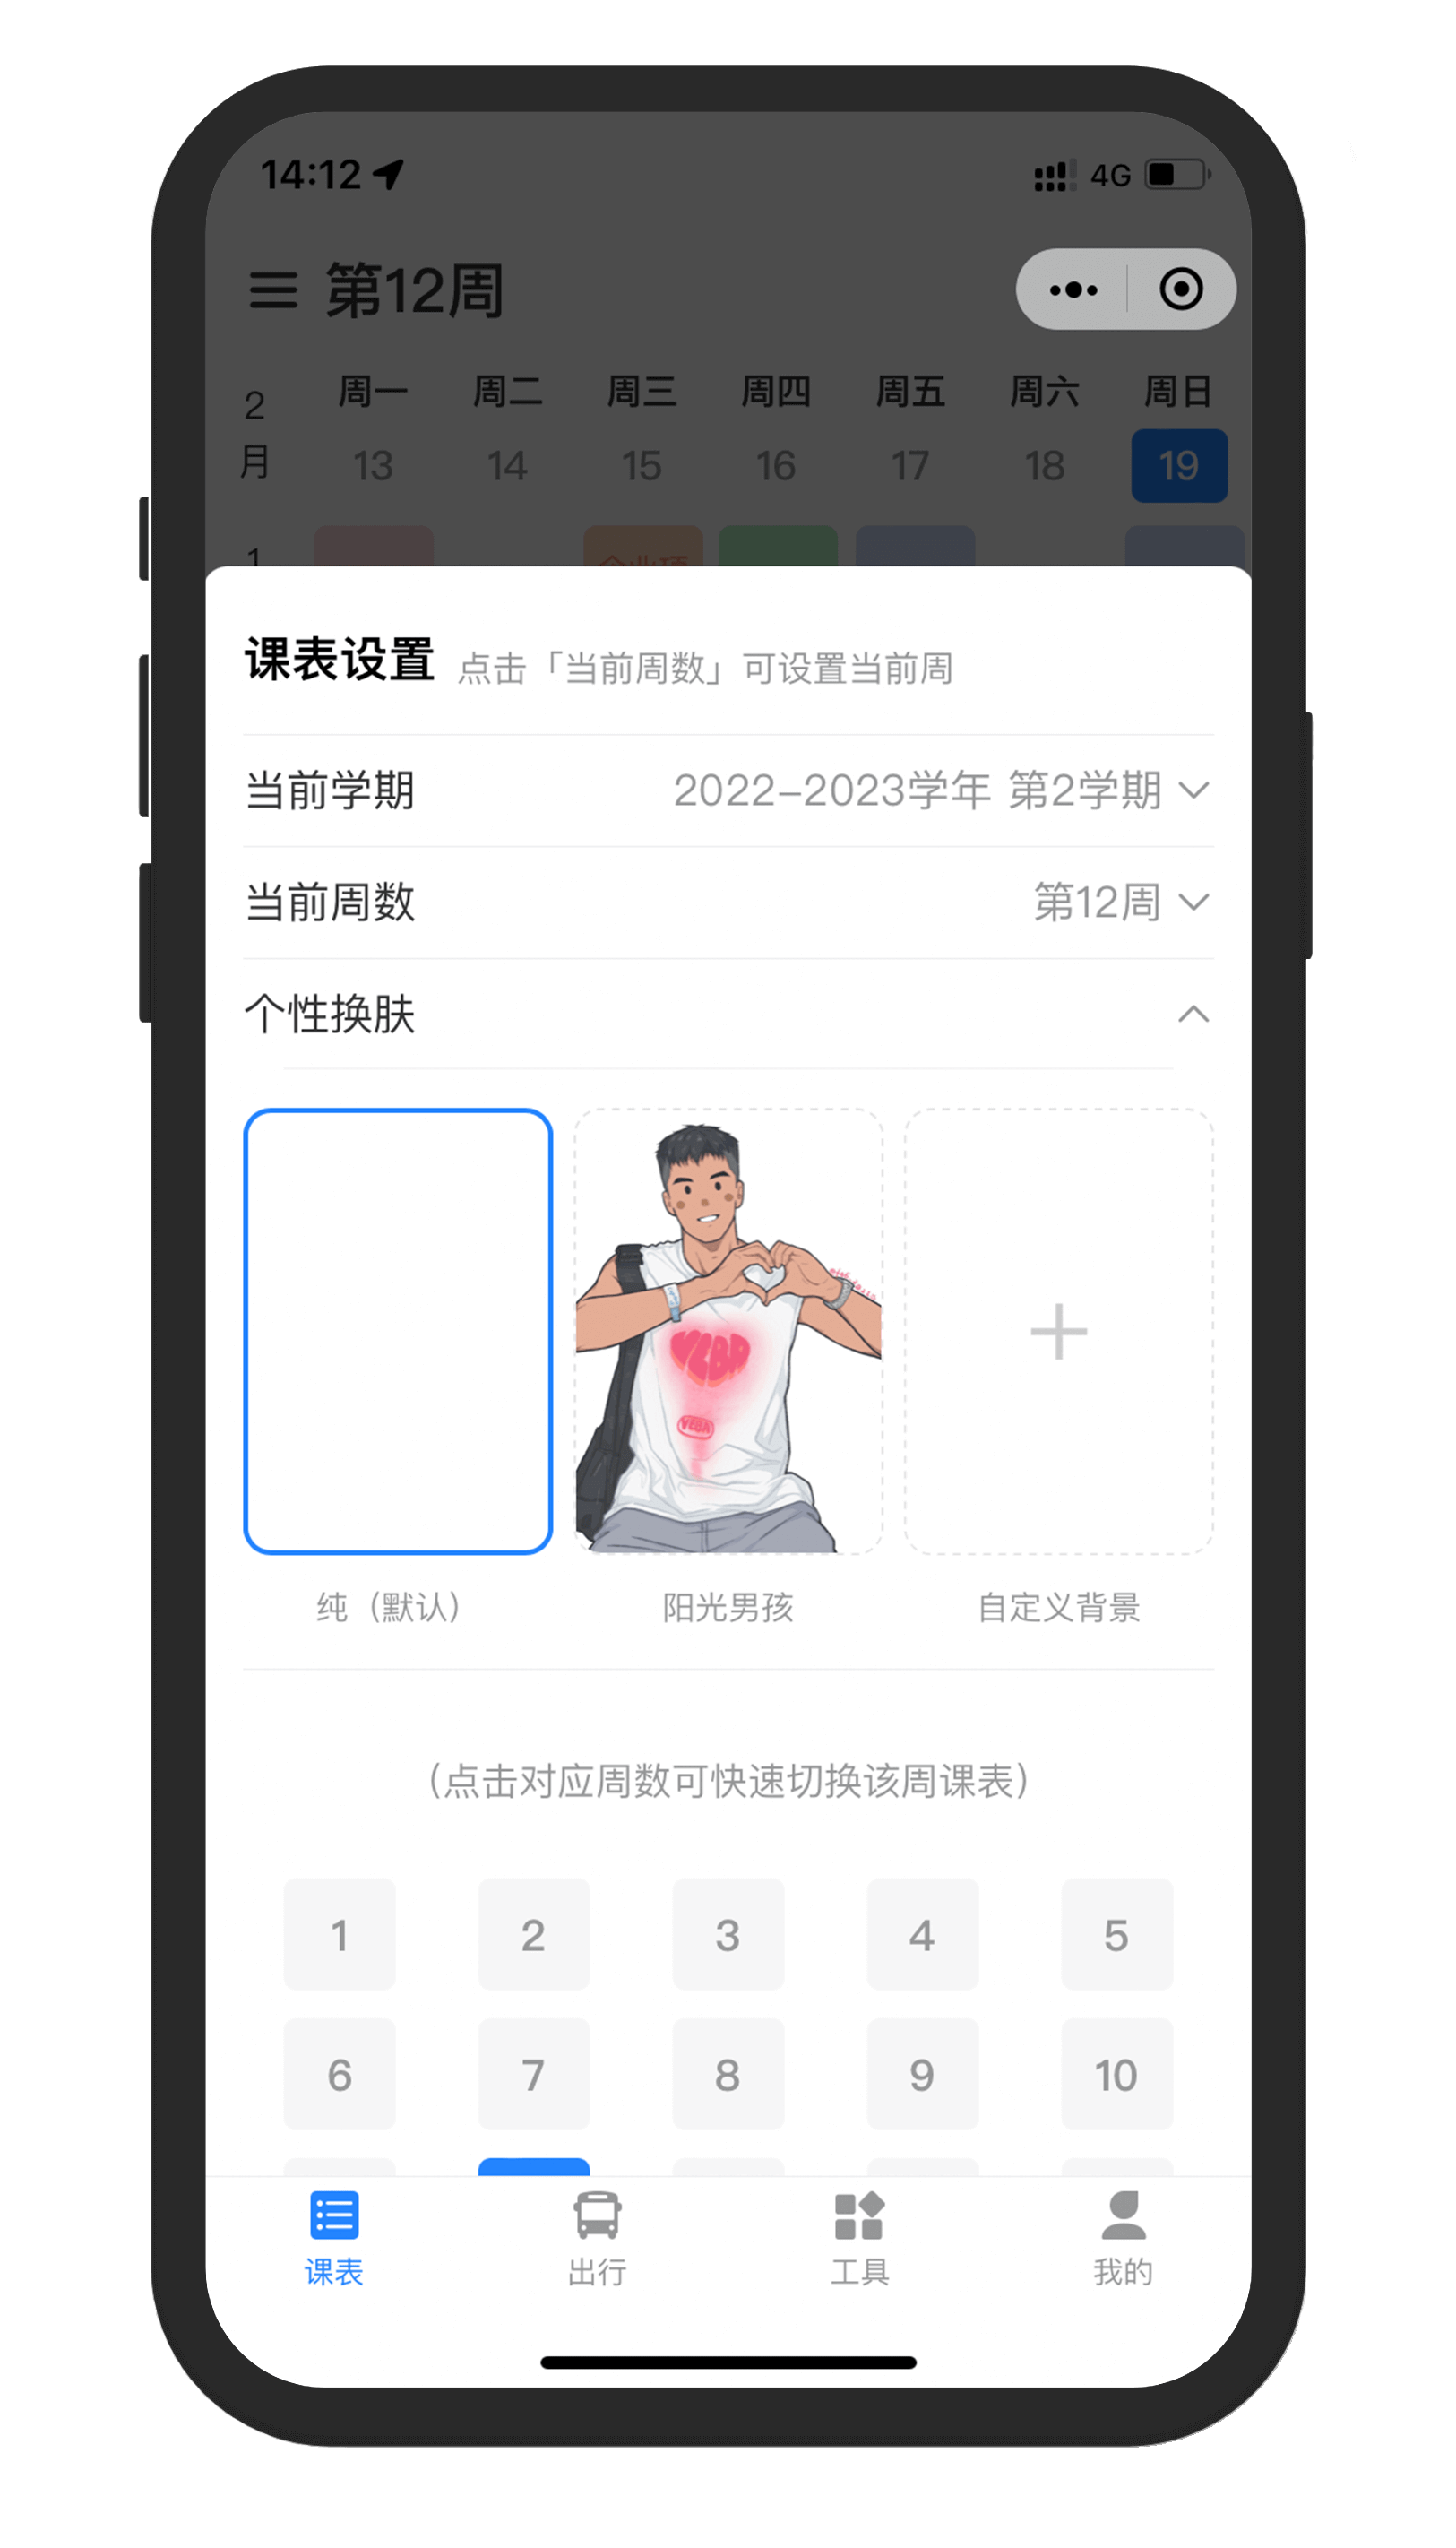 14:12 4G
第12周
2月 周一 周二 周三 周四 周五 周六 周日
13 14 15 16 17 18 19
1
企业项
课表设置 点击「当前周数」可设置当前周
当前学期 2022-2023学年 第2学期
当前周数 第12周
个性换肤
VEBA
VEBA
纯（默认） 阳光男孩 自定义背景
（点击对应周数可快速切换该周课表）
1 2 3 4 5
6 7 8 9 10
课表 出行 工具 我的